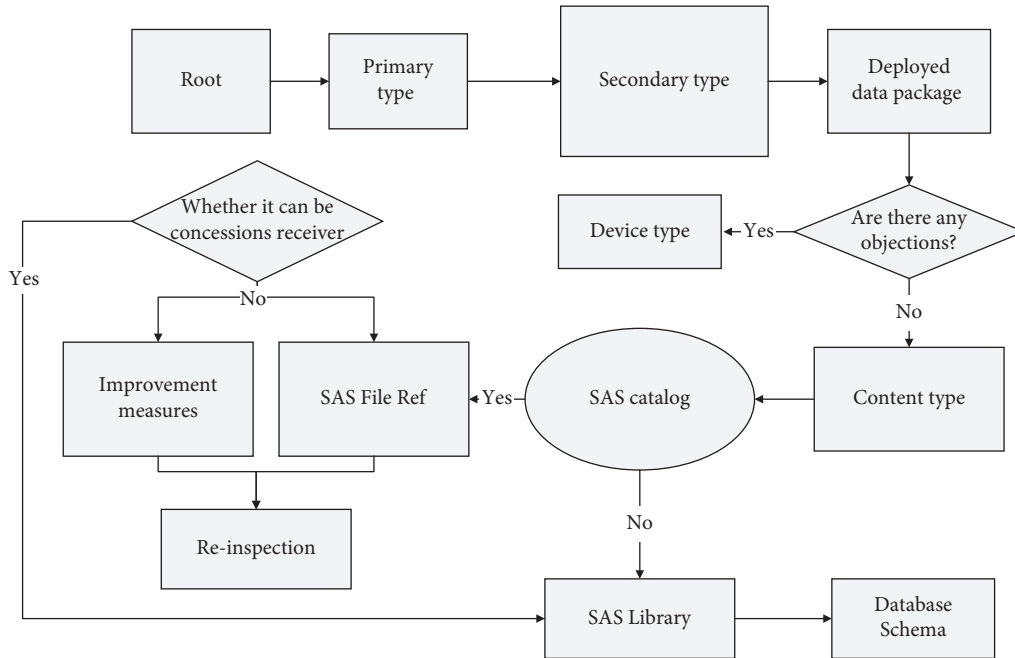 Root
Primary
type
Secondary type
Deployed
data package
Whether it can be
concessions receiver
Device type
Yes
Are there any
objections?
Yes
No
No
Improvement
measures
SAS File Ref
Yes
SAS catalog
Content type
Re-inspection
No
SAS Library
Database
Schema